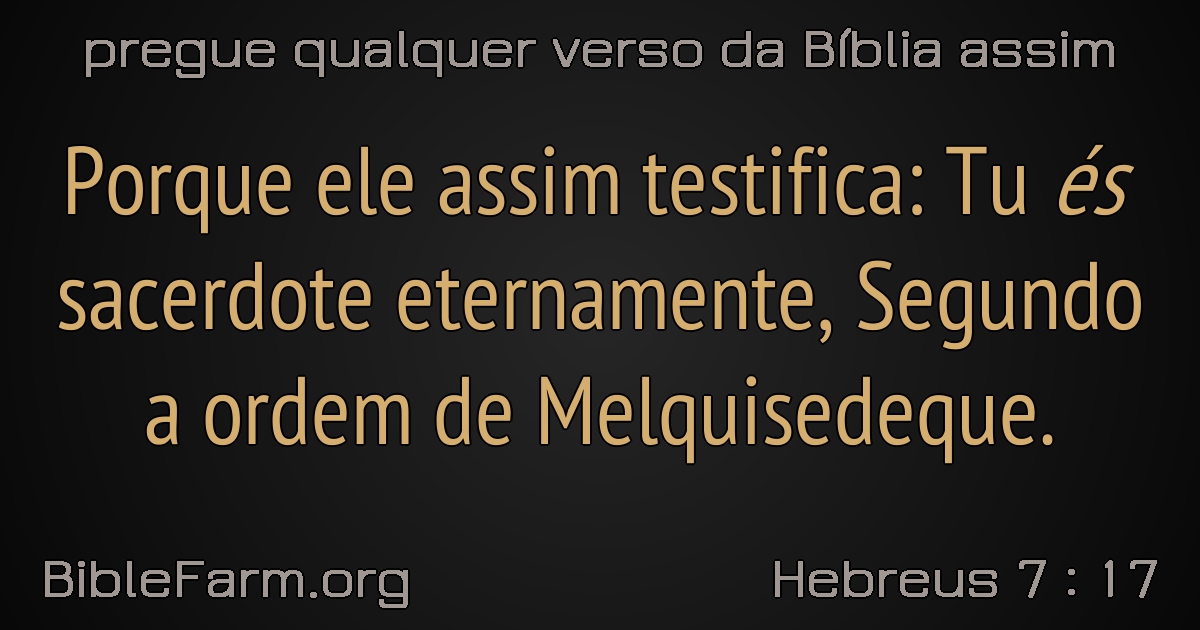 pregue qualquer verso da Bíblia assim
Porque ele assim testifica: Tu és
sacerdote eternamente, Segundo
a ordem de Melquisedeque.
BibleFarm.org
Hebreus 7 : 17